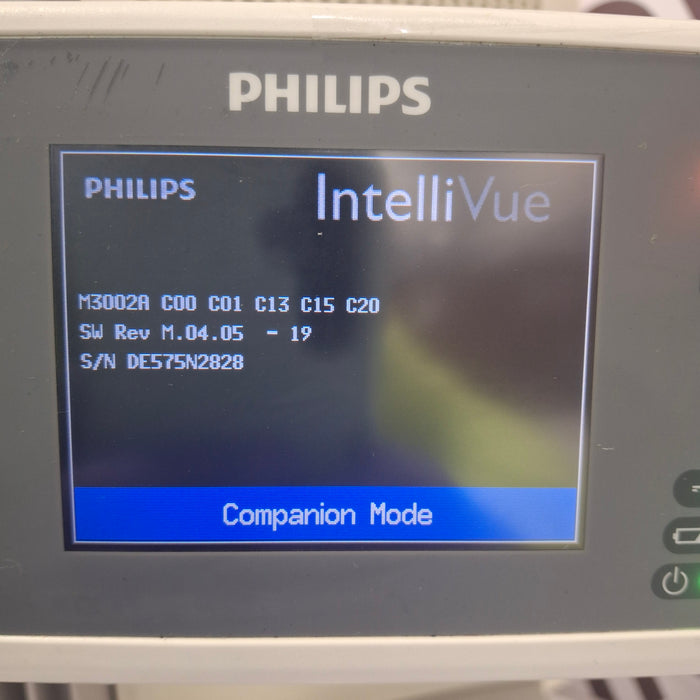 PHILIPS
PHILIPS IntelliVue
M3002A C00 C01 C13 C15 C20
SW Rev M.04.05 - 19
S/N DE575N2828
Companion Mode